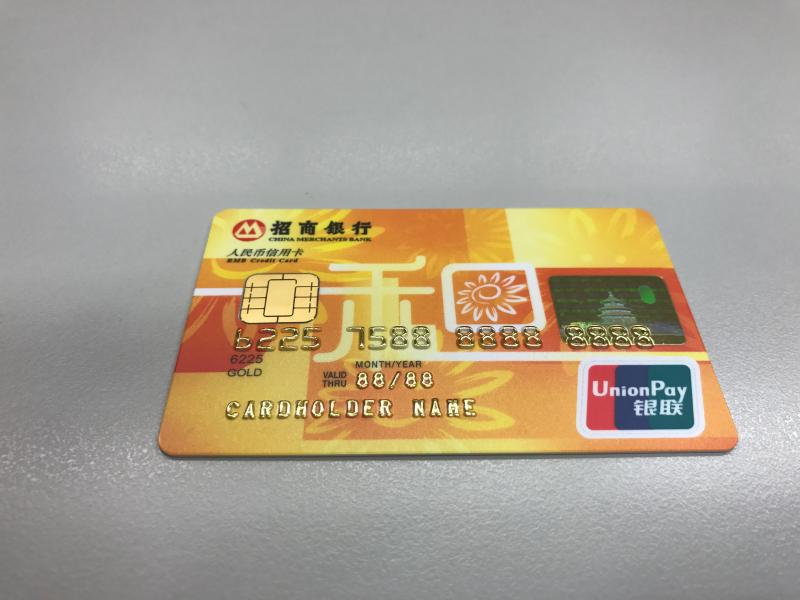 招商银行
CHINA MERCHANTS BANK
人民币信用卡
RMB Credit Card
6225 7588 8888 8888
6225
MONTH/YEAR
GOLD
VALID THRU 88/88
CARDHOLDER NAME
UnionPay
银联